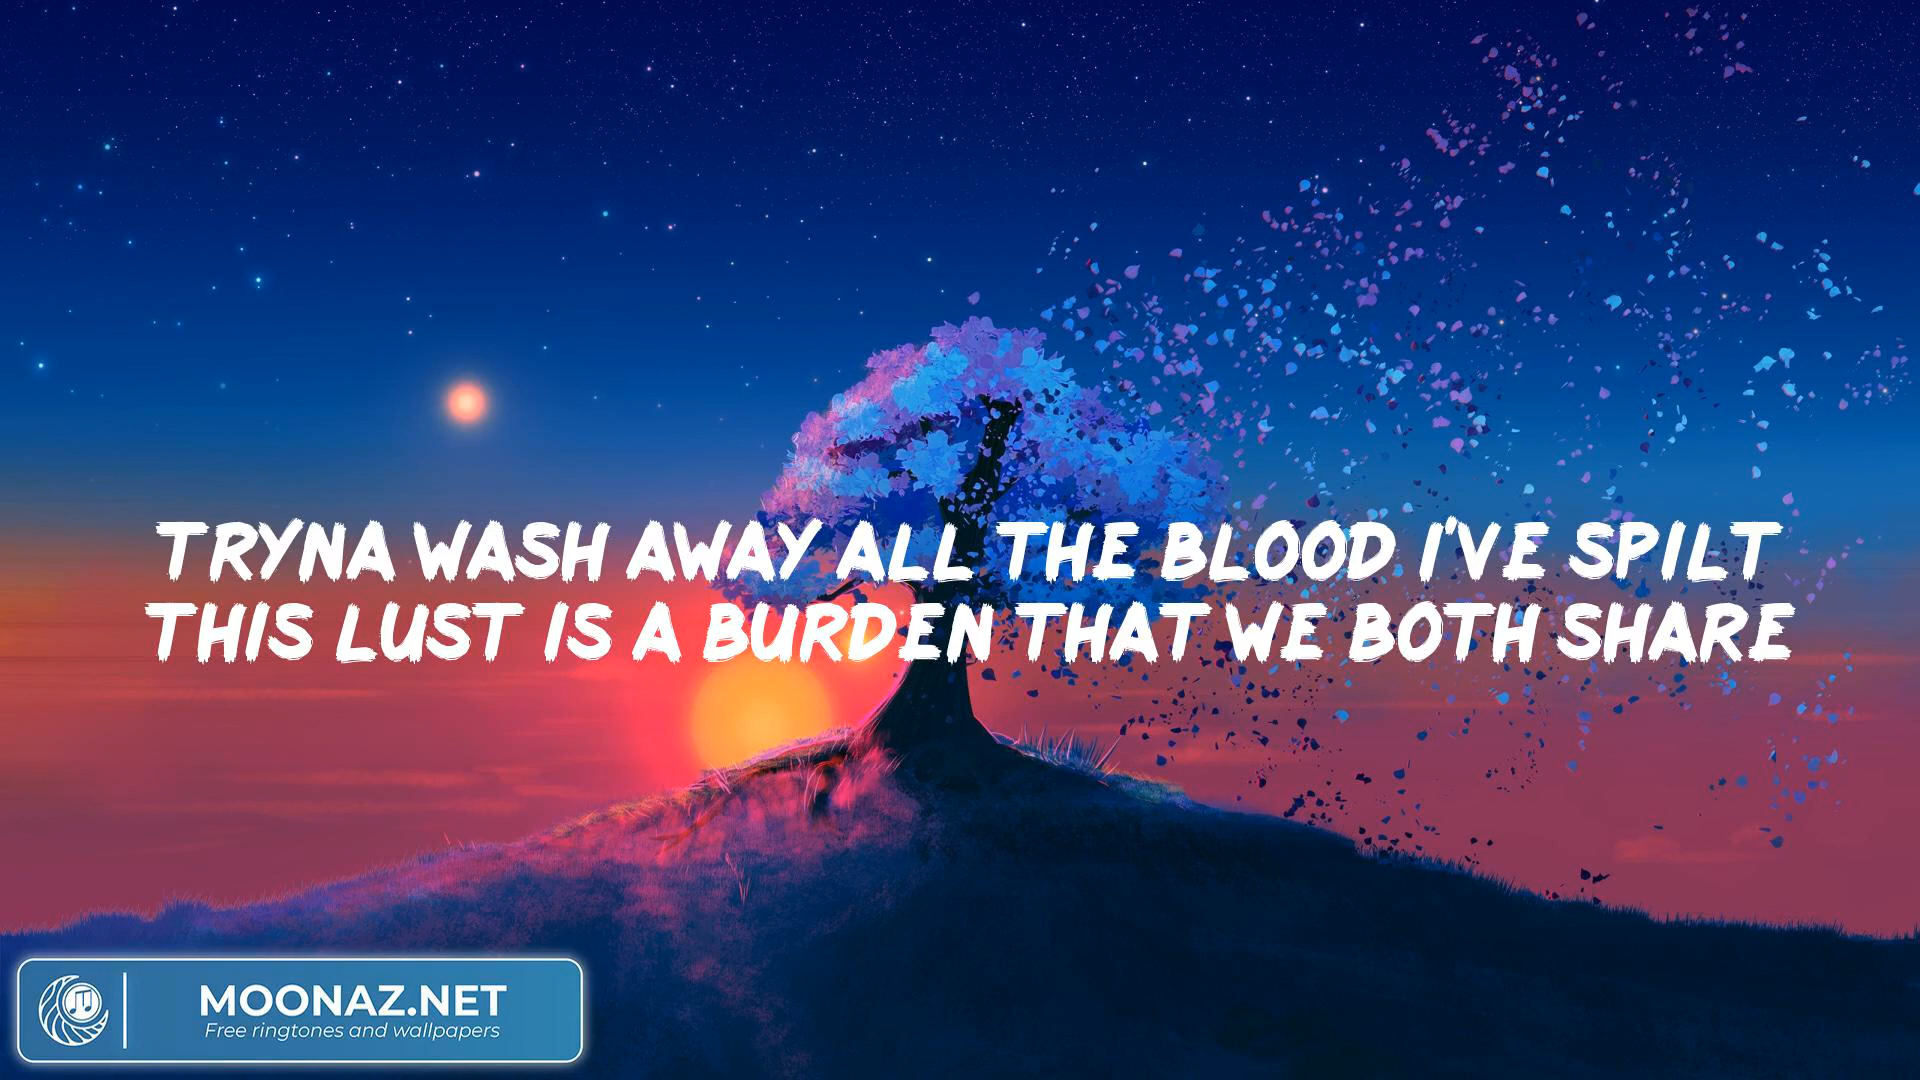 TRYNA WASH AWAY ALL THE BLOOD I'VE SPILT
THIS LUST IS A BURDEN THAT WE BOTH SHARE
MOONAZ.NET
Free ringtones and wallpapers